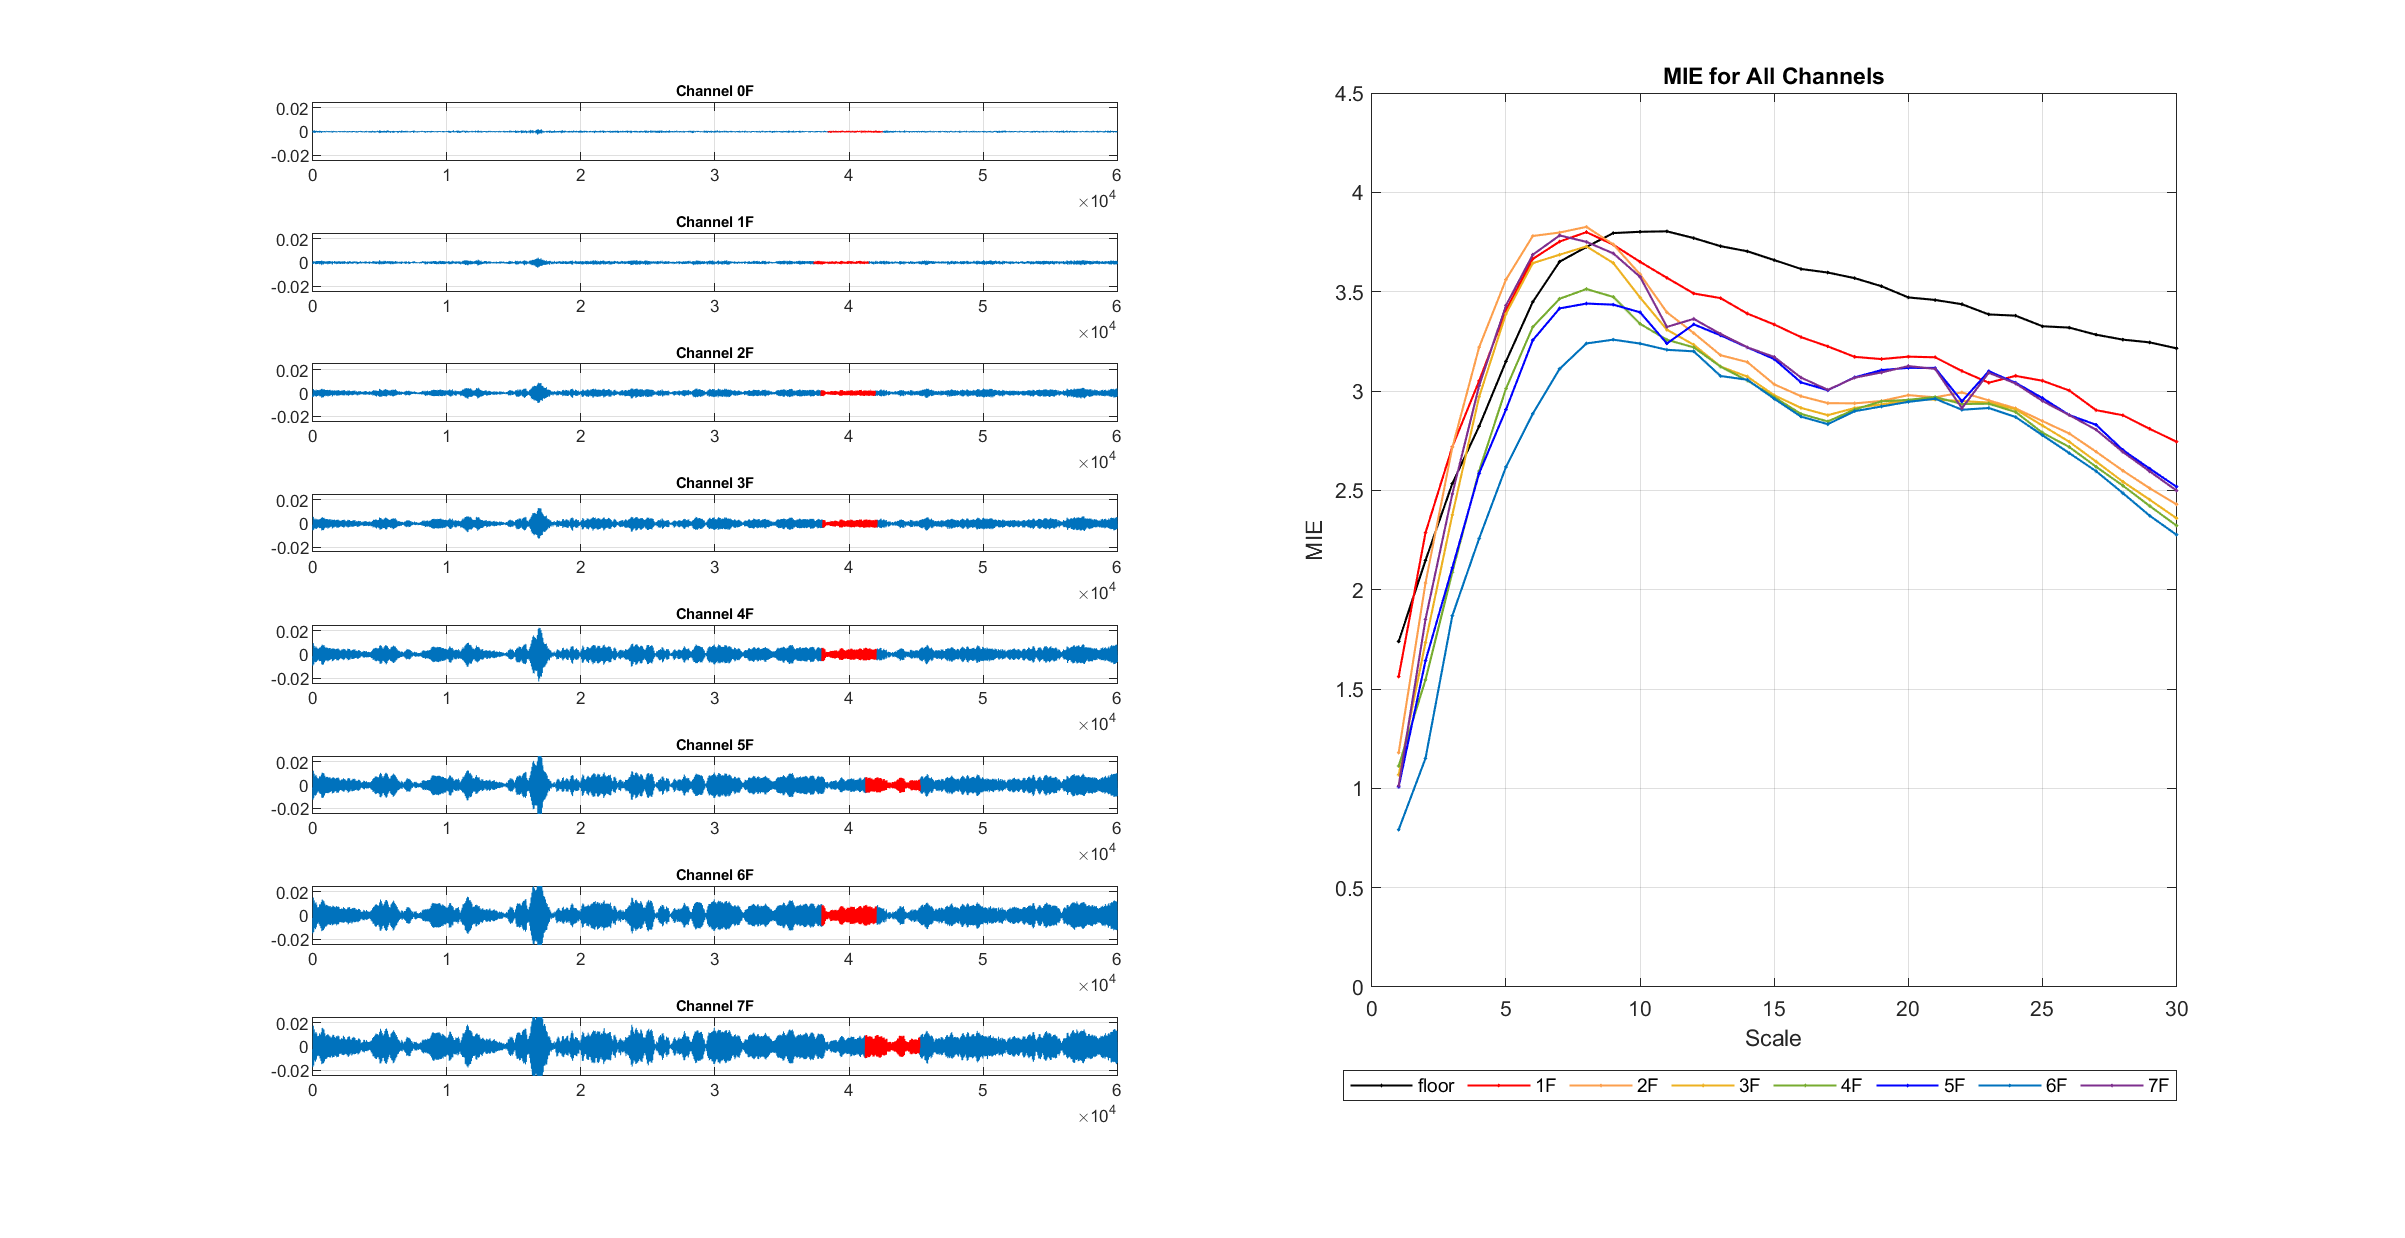 Channel 0F
0.02
0
-0.02
0 1 2 3 4 5 6
×10^4
Channel 1F
0.02
0
-0.02
0 1 2 3 4 5 6
×10^4
Channel 2F
0.02
0
-0.02
0 1 2 3 4 5 6
×10^4
Channel 3F
0.02
0
-0.02
0 1 2 3 4 5 6
×10^4
Channel 4F
0.02
0
-0.02
0 1 2 3 4 5 6
×10^4
Channel 5F
0.02
0
-0.02
0 1 2 3 4 5 6
×10^4
Channel 6F
0.02
0
-0.02
0 1 2 3 4 5 6
×10^4
Channel 7F
0.02
0
-0.02
0 1 2 3 4 5 6
×10^4
MIE for All Channels
4.5
4
3.5
3
2.5
2
1.5
1
0.5
0
MIE
0 5 10 15 20 25 30
Scale
floor 1F 2F 3F 4F 5F 6F 7F